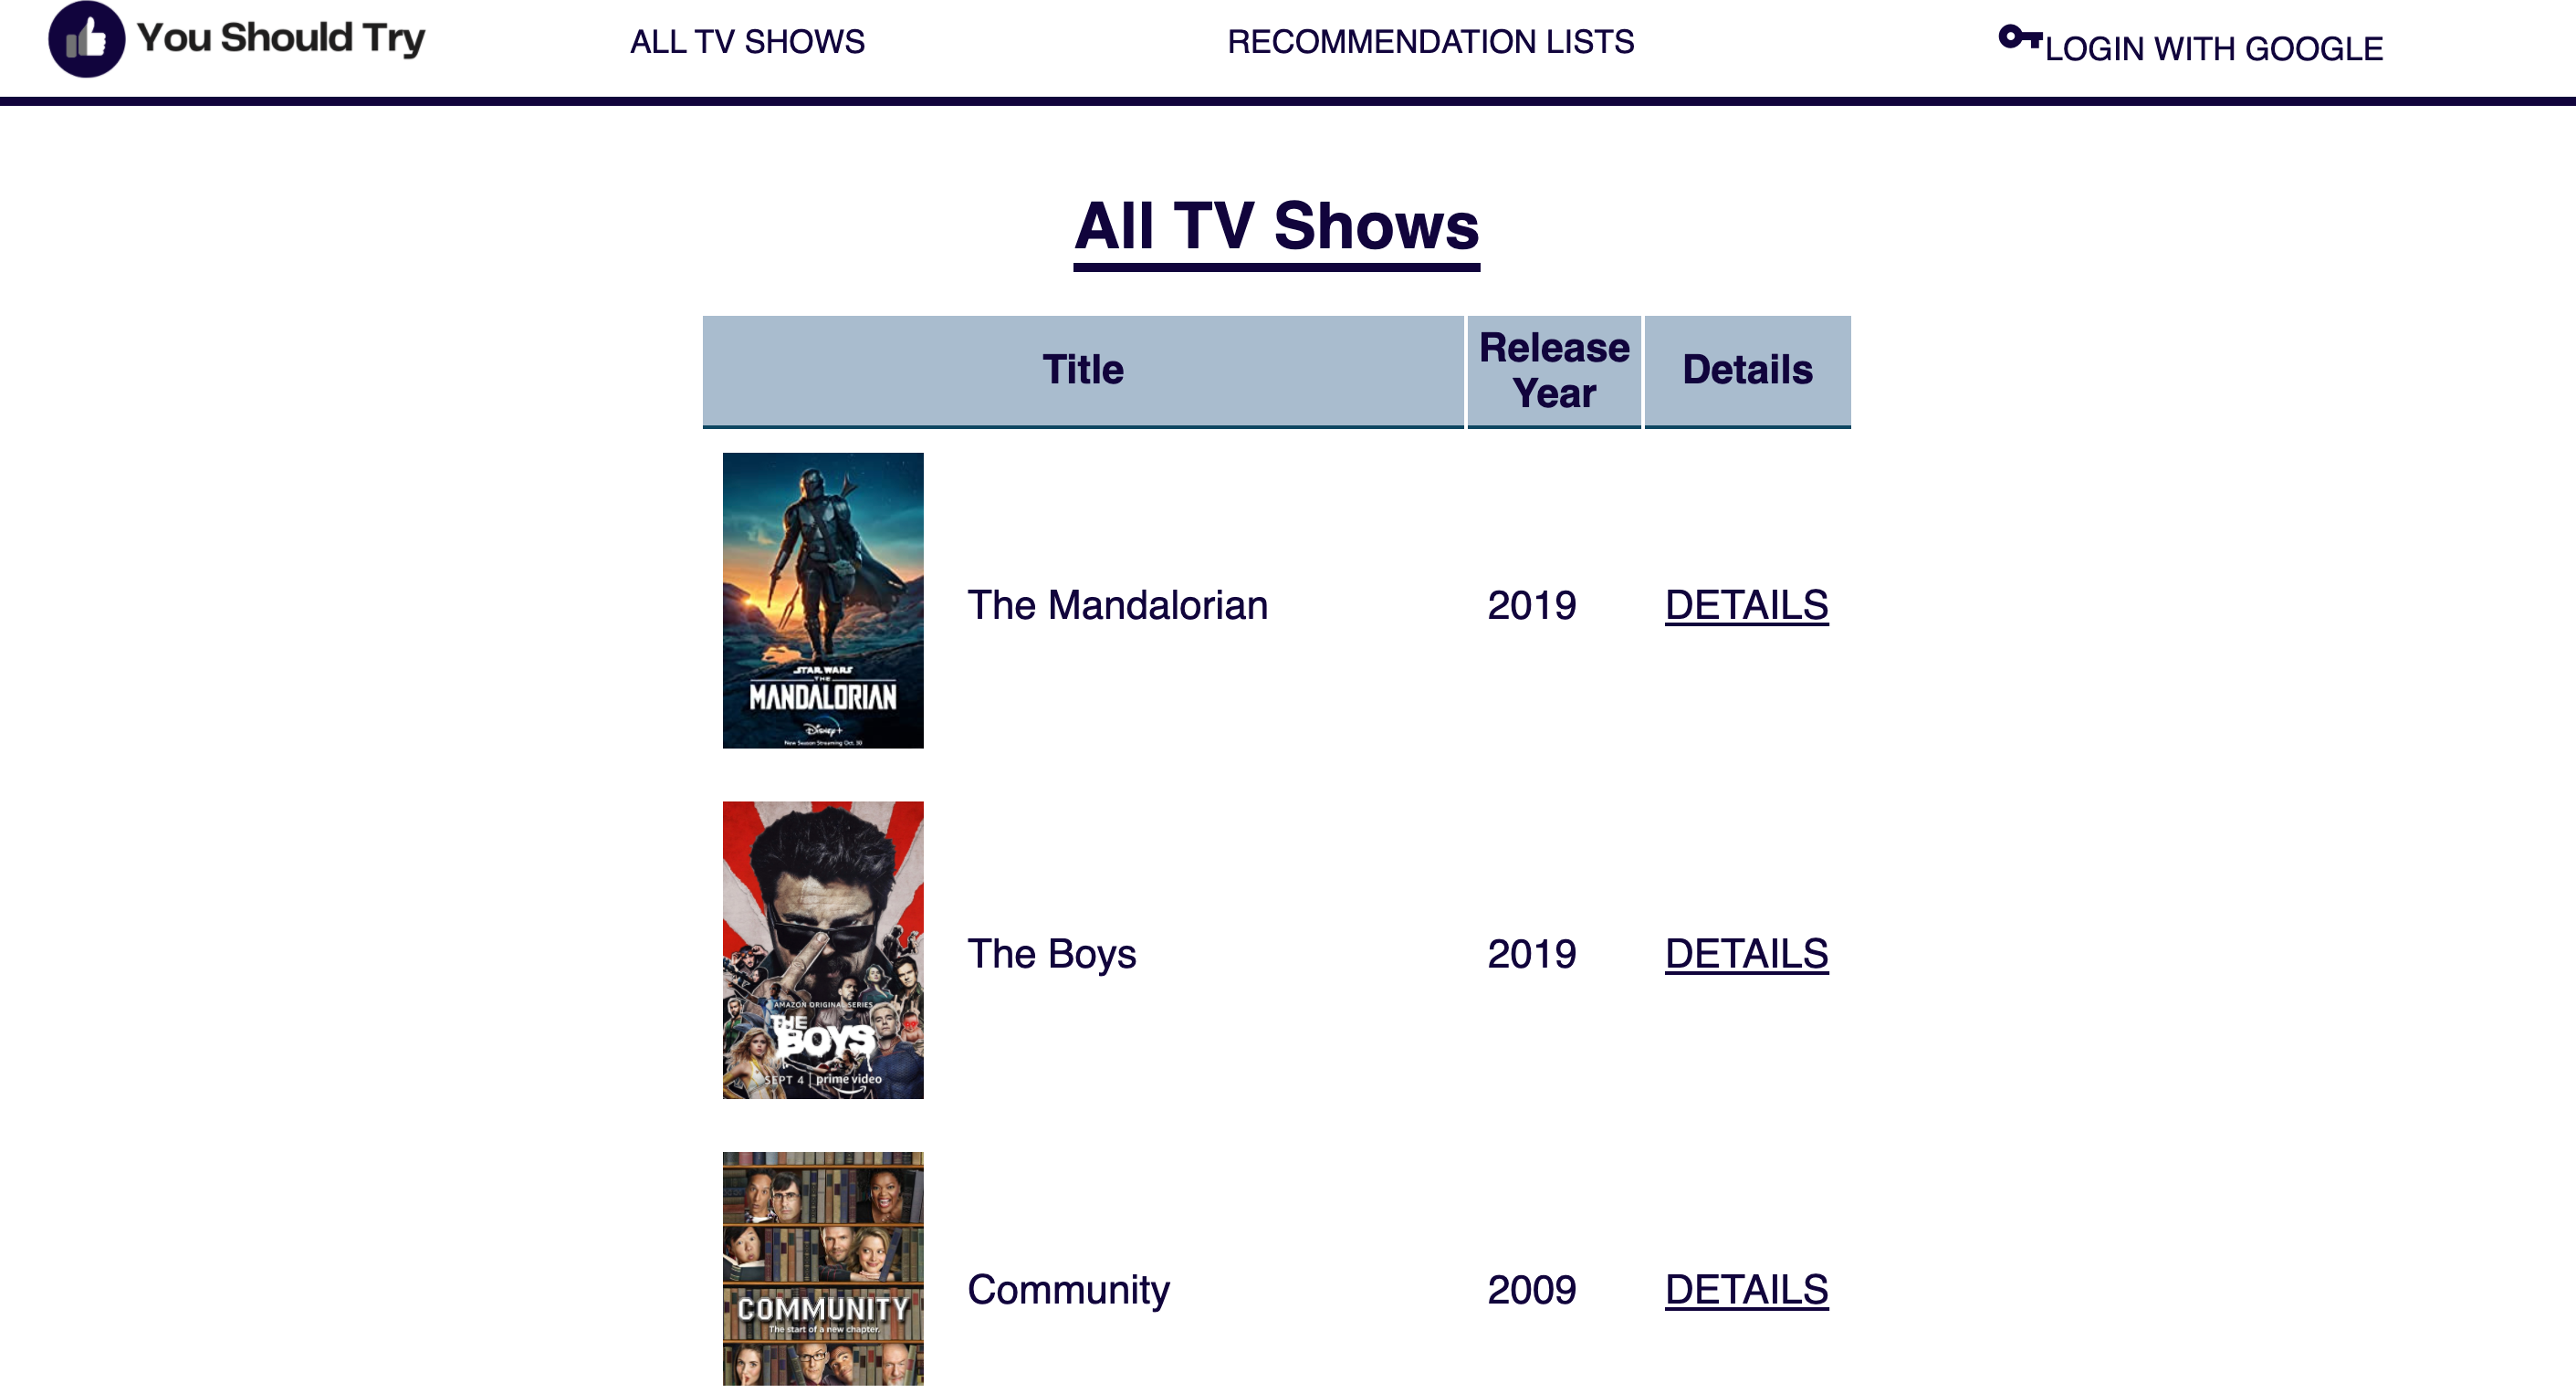 You Should Try
ALL TV SHOWS
RECOMMENDATION LISTS
LOGIN WITH GOOGLE
All TV Shows
Title
Release
Year
Details
STAR WARS
THE
MANDALORIAN
Disney+
New Season Streaming Oct. 30
The Mandalorian
2019
DETAILS
AMAZON ORIGINAL SERIES
THE
BOYS
SEPT 4 | prime video
The Boys
2019
DETAILS
COMMUNITY
The start of a new chapter.
Community
2009
DETAILS